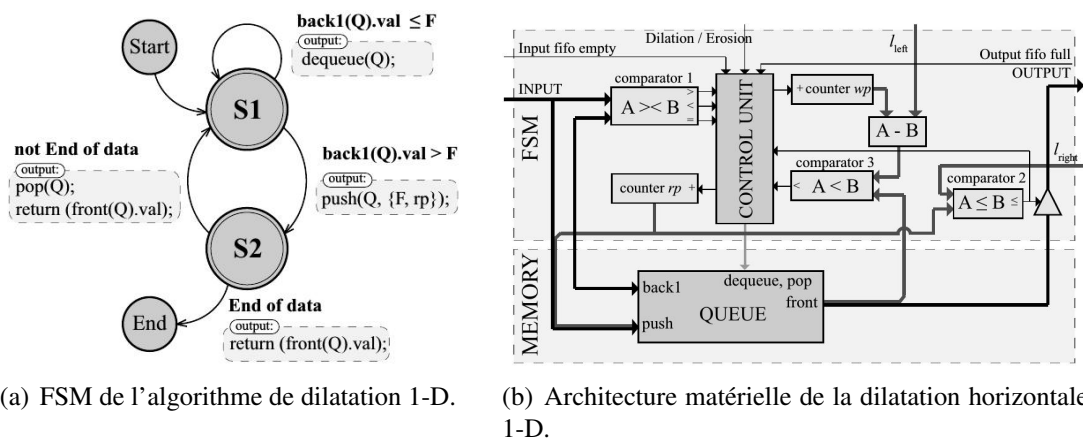 Start
back1(Q).val ≤ F
output:
dequeue(Q);
S1
not End of data
output:
pop(Q);
return (front(Q).val);
back1(Q).val > F
output:
push(Q, {F, rp});
S2
End
End of data
output:
return (front(Q).val);
(a) FSM de l'algorithme de dilatation 1-D.
Dilation / Erosion
l left
Input fifo empty
Output fifo full
INPUT
OUTPUT
comparator 1
A >< B
>
<
=
CONTROL UNIT
+ counter wp
A - B
FSM
comparator 3
< A < B
l right
comparator 2
A ≤ B ≤
counter rp +
MEMORY
dequeue, pop
back1
front
QUEUE
push
(b) Architecture matérielle de la dilatation horizontale
1-D.